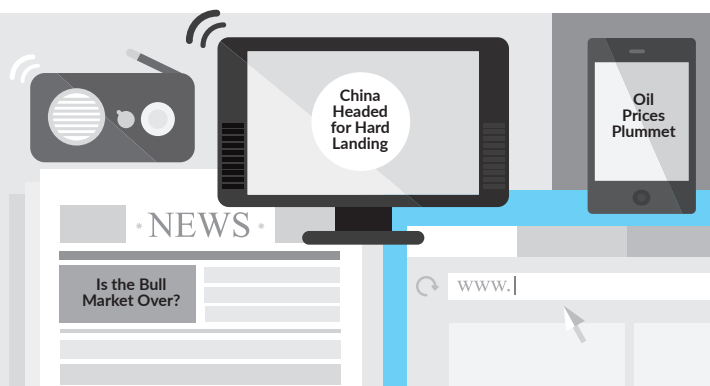 China
Headed
for Hard
Landing
Oil
Prices
Plummet
NEWS
Is the Bull
Market Over?
www.